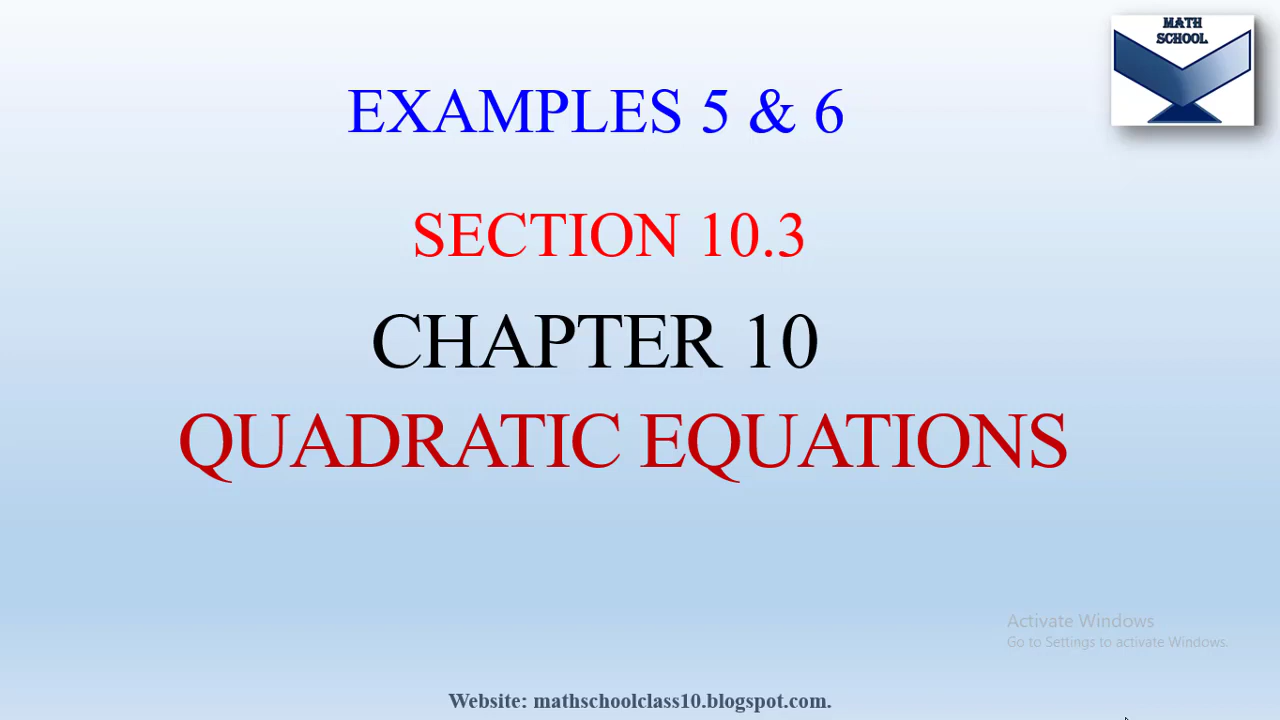 MATH
SCHOOL
EXAMPLES 5 & 6
SECTION 10.3
CHAPTER 10
QUADRATIC EQUATIONS
Activate Windows
Go to Settings to activate Windows.
Website: mathschoolclass10.blogspot.com.